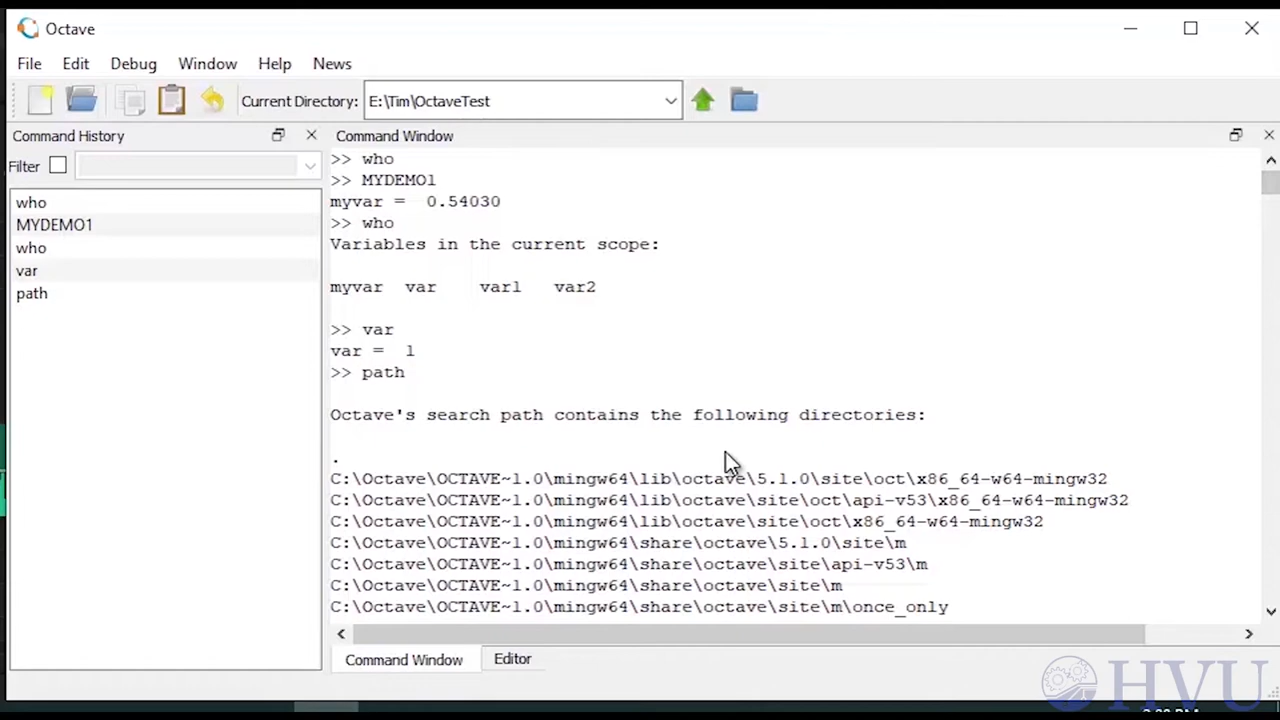 Octave
File Edit Debug Window Help News
Current Directory: E:\Tim\OctaveTest
Command History
Filter
who
MYDEMO1
who
var
path
Command Window
>> who
>> MYDEMO1
myvar =  0.54030
>> who
Variables in the current scope:
myvar  var    var1   var2
>> var
var =  1
>> path
Octave's search path contains the following directories:
.
C:\Octave\OCTAVE~1.0\mingw64\lib\octave\5.1.0\site\oct\x86_64-w64-mingw32
C:\Octave\OCTAVE~1.0\mingw64\lib\octave\site\oct\api-v53\x86_64-w64-mingw32
C:\Octave\OCTAVE~1.0\mingw64\lib\octave\site\oct\x86_64-w64-mingw32
C:\Octave\OCTAVE~1.0\mingw64\share\octave\5.1.0\site\m
C:\Octave\OCTAVE~1.0\mingw64\share\octave\site\api-v53\m
C:\Octave\OCTAVE~1.0\mingw64\share\octave\site\m
C:\Octave\OCTAVE~1.0\mingw64\share\octave\site\m\once_only
Command Window Editor
HVU